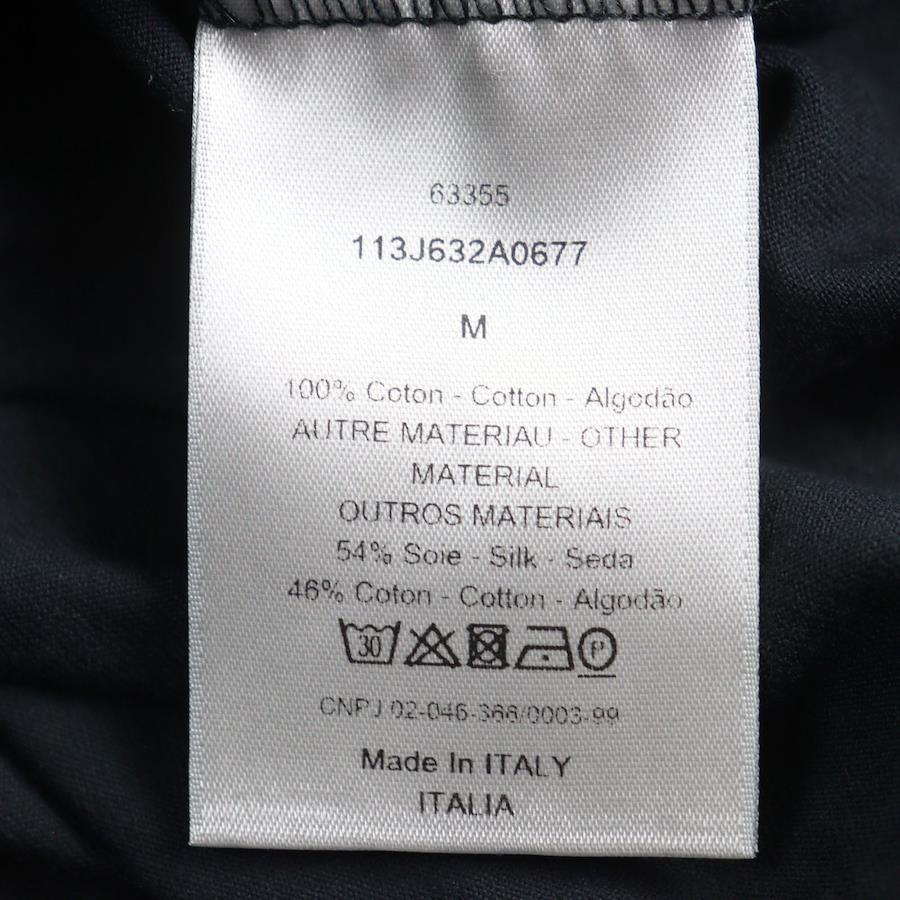 63355
113J632A0677
M
100% Coton - Cotton - Algodão
AUTRE MATERIAU - OTHER
MATERIAL
OUTROS MATERIAIS
54% Soie - Silk - Seda
46% Coton - Cotton - Algodão
30 P
CNPJ 02-046-366/0003-99
Made In ITALY
ITALIA